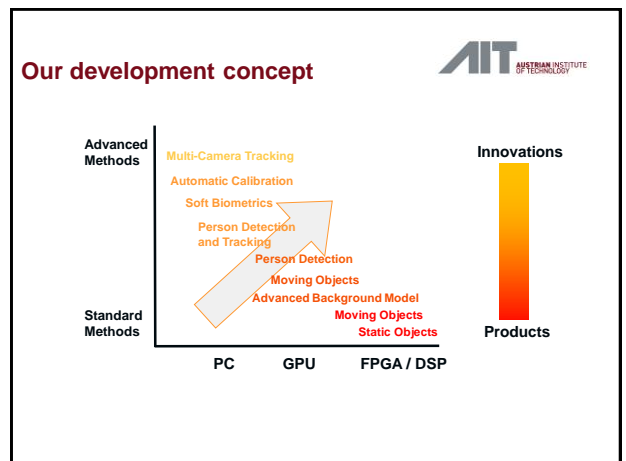 Our development concept
AIT
AUSTRIAN INSTITUTE
OF TECHNOLOGY
Advanced
Methods
Multi-Camera Tracking
Automatic Calibration
Soft Biometrics
Person Detection
and Tracking
Person Detection
Moving Objects
Advanced Background Model
Moving Objects
Static Objects
Standard
Methods
PC GPU FPGA / DSP
Innovations
Products